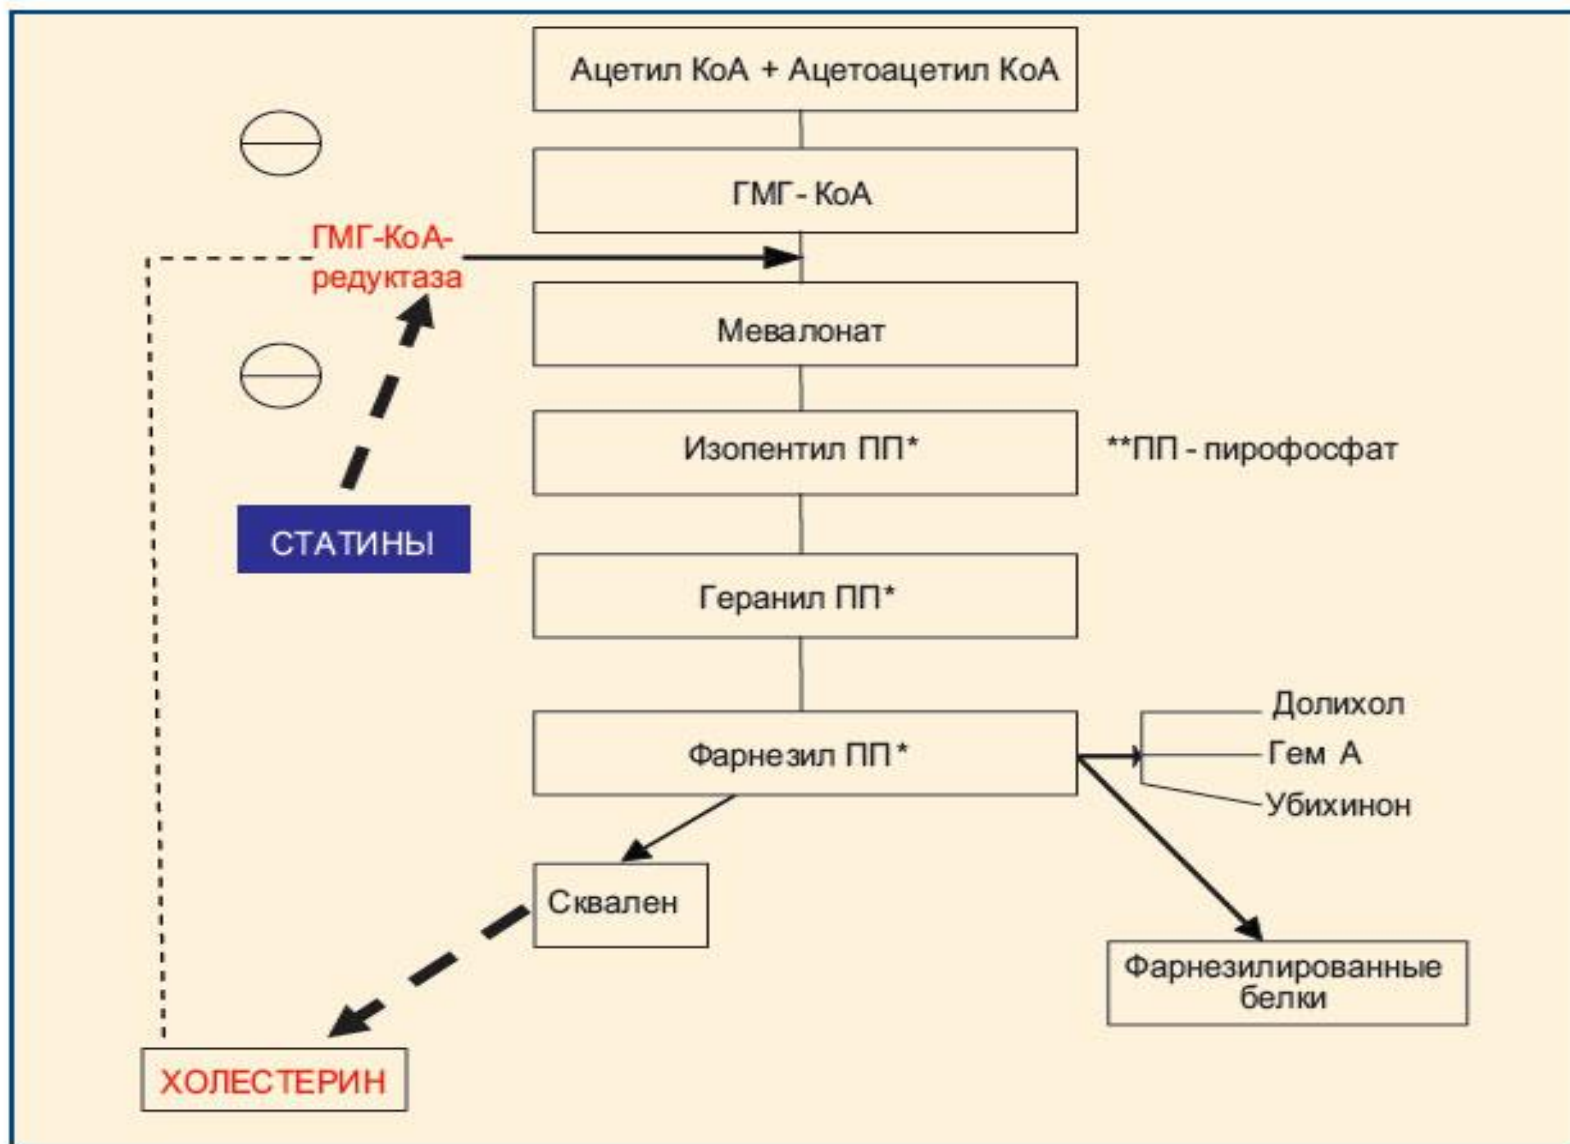 Ацетил КоА + Ацетоацетил КоА
ГМГ- КоА
ГМГ-КоА-
редуктаза
Мевалонат
Изопентил ПП*
**ПП - пирофосфат
СТАТИНЫ
Геранил ПП*
Фарнезил ПП*
Долихол
Гем А
Убихинон
Сквален
Фарнезилированные
белки
ХОЛЕСТЕРИН